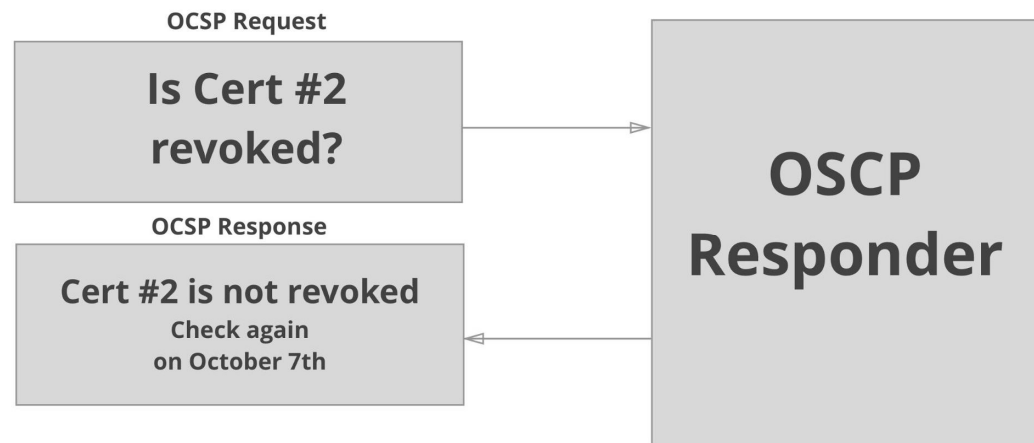 OCSP Request
Is Cert #2
revoked?
OCSP Response
Cert #2 is not revoked
Check again
on October 7th
OSCP
Responder